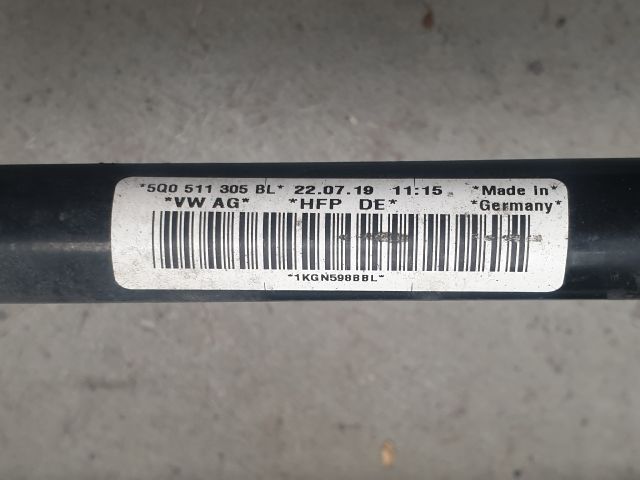 *5Q0 511 305 BL* 22.07.19 11:15 *Made In*
*VW AG* *HFP DE* *Germany*
*1KGN598BBL*